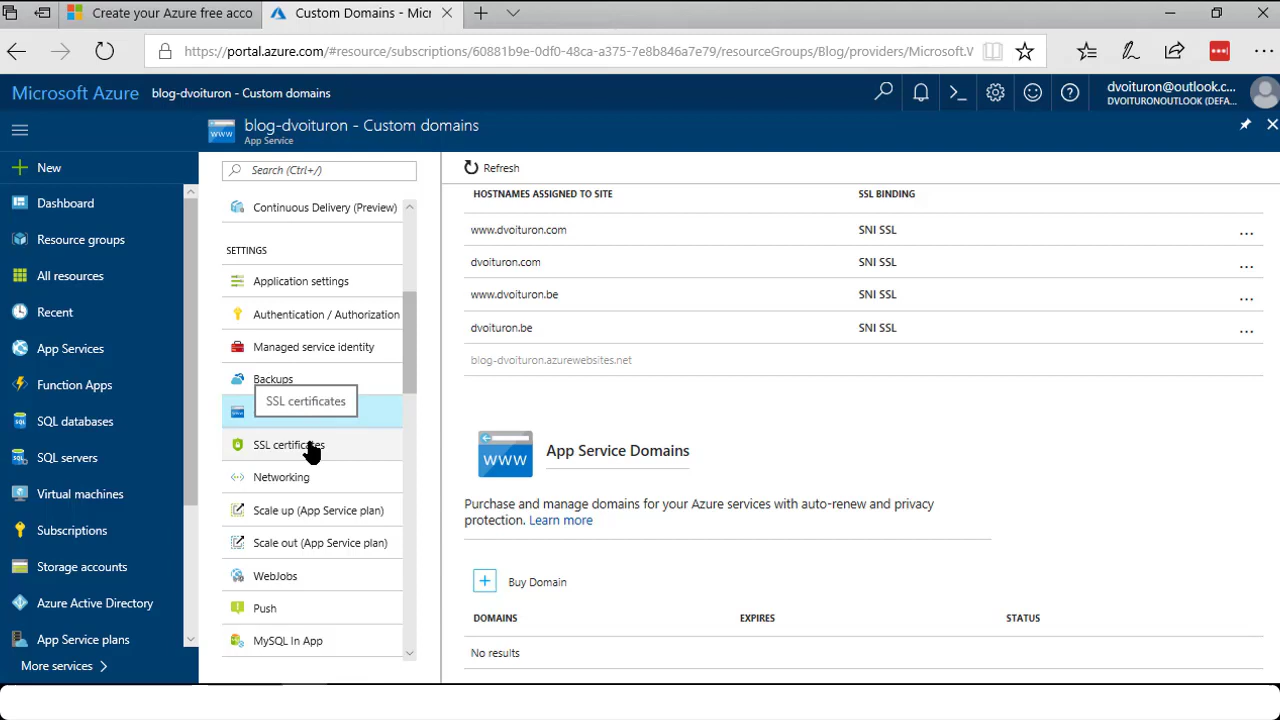 Create your Azure free acco
Custom Domains - Micr
https://portal.azure.com/#resource/subscriptions/60881b9e-0df0-48ca-a375-7e8b846a7e79/resourceGroups/Blog/providers/Microsoft.V
Microsoft Azure
blog-dvoituron - Custom domains
dvoituron@outlook.c...
DVOITURONOUTLOOK (DEFA...
blog-dvoituron - Custom domains
App Service
New
Dashboard
Resource groups
All resources
Recent
App Services
Function Apps
SQL databases
SQL servers
Virtual machines
Subscriptions
Storage accounts
Azure Active Directory
App Service plans
More services
Search (Ctrl+/)
Continuous Delivery (Preview)
SETTINGS
Application settings
Authentication / Authorization
Managed service identity
Backups
SSL certificates
SSL certificates
Networking
Scale up (App Service plan)
Scale out (App Service plan)
WebJobs
Push
MySQL In App
Refresh
HOSTNAMES ASSIGNED TO SITE SSL BINDING
www.dvoituron.com SNI SSL ...
dvoituron.com SNI SSL ...
www.dvoituron.be SNI SSL ...
dvoituron.be SNI SSL ...
blog-dvoituron.azurewebsites.net
www App Service Domains
Purchase and manage domains for your Azure services with auto-renew and privacy
protection. Learn more
Buy Domain
DOMAINS EXPIRES STATUS
No results